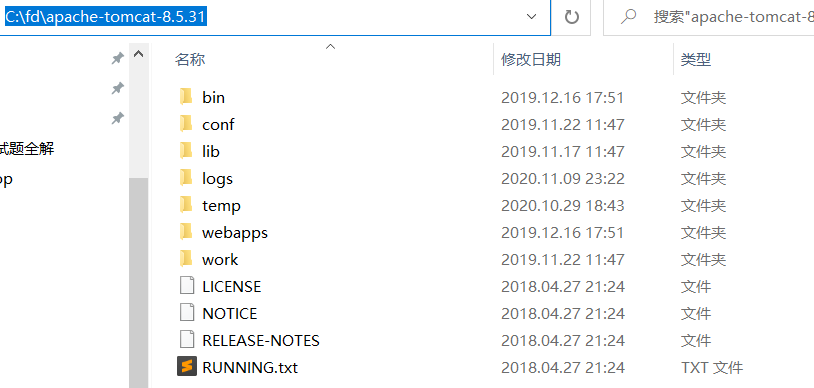 C:\fd\apache-tomcat-8.5.31 搜索"apache-tomcat-8
名称 修改日期 类型
bin 2019.12.16 17:51 文件夹
conf 2019.11.22 11:47 文件夹
试题全解 lib 2019.11.17 11:47 文件夹
op logs 2020.11.09 23:22 文件夹
temp 2020.10.29 18:43 文件夹
webapps 2019.12.16 17:51 文件夹
work 2019.11.22 11:47 文件夹
LICENSE 2018.04.27 21:24 文件
NOTICE 2018.04.27 21:24 文件
RELEASE-NOTES 2018.04.27 21:24 文件
RUNNING.txt 2018.04.27 21:24 TXT 文件